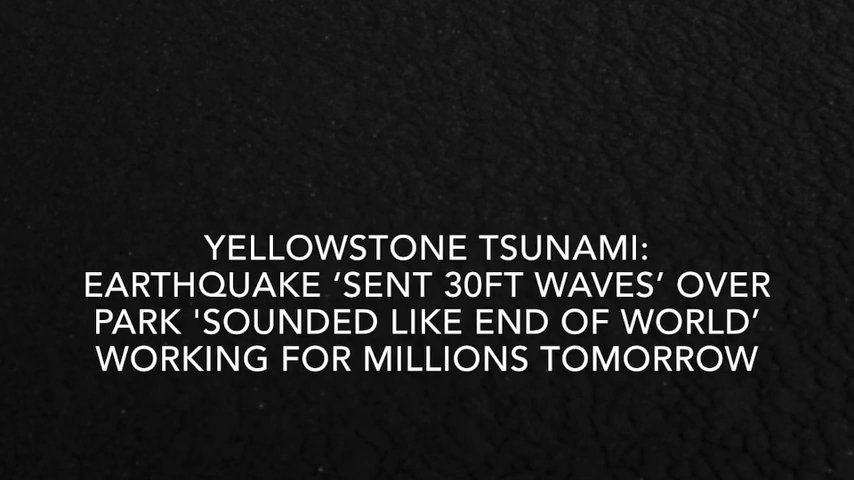 YELLOWSTONE TSUNAMI:
EARTHQUAKE ‘SENT 30FT WAVES’ OVER
PARK 'SOUNDED LIKE END OF WORLD’
WORKING FOR MILLIONS TOMORROW